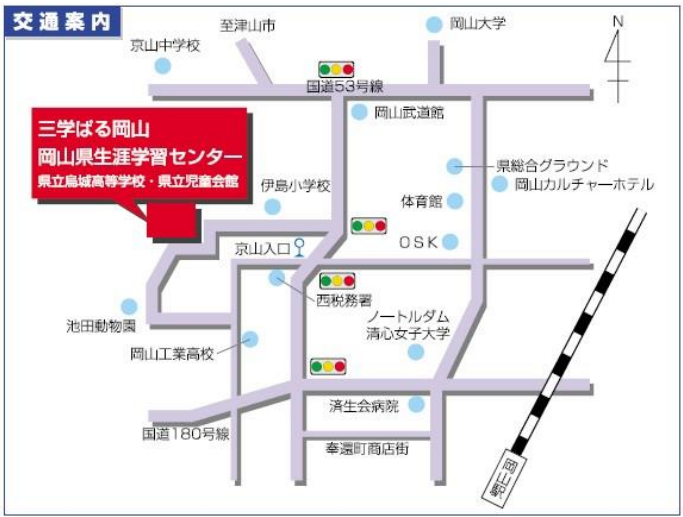 交通案内
至津山市
岡山大学
N
京山中学校
国道53号線
岡山武道館
三学ぱる岡山
岡山県生涯学習センター
県立烏城高等学校・県立児童会館
県総合グラウンド
岡山カルチャーホテル
伊島小学校
体育館
京山入口
OSK
西税務署
池田動物園
ノートルダム
清心女子大学
岡山工業高校
済生会病院
国道180号線
奉還町商店街
岡山駅